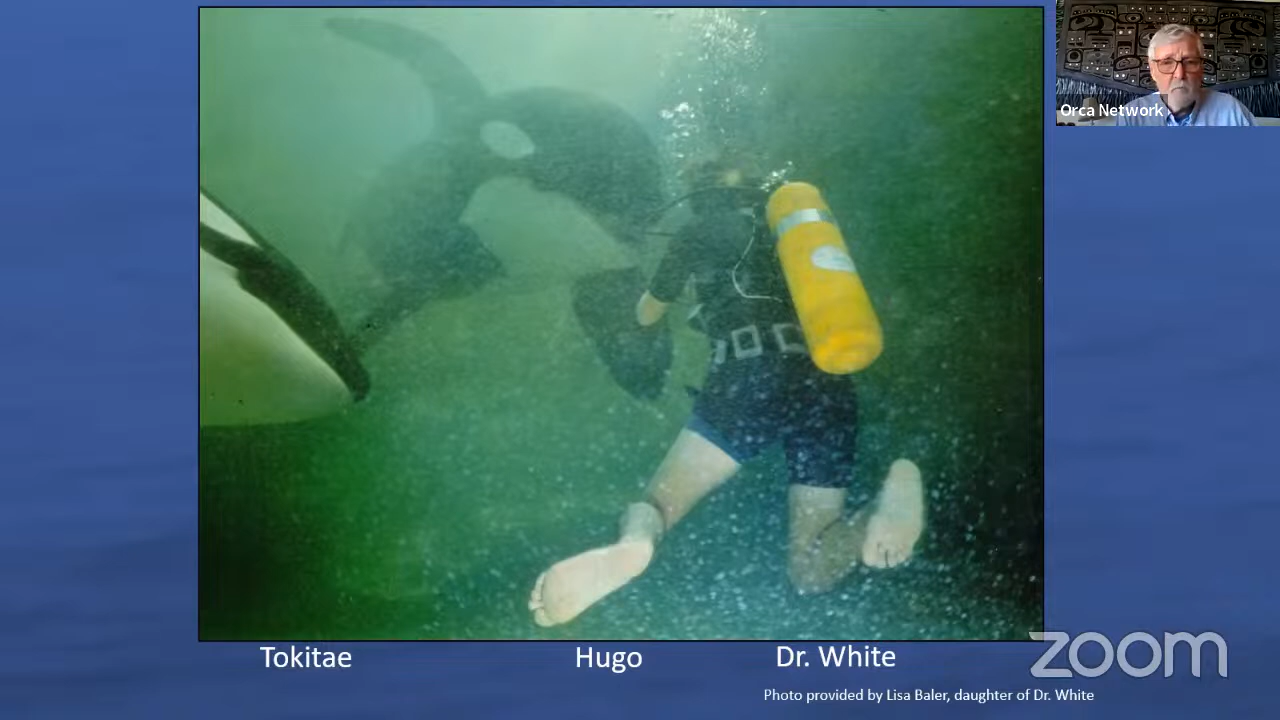 Orca Network
Tokitae
Hugo
Dr. White
zoom
Photo provided by Lisa Baler, daughter of Dr. White